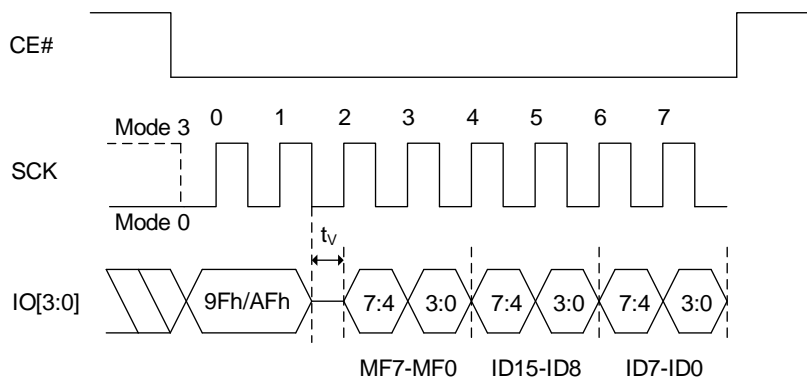 CE#
Mode 3 0 1 2 3 4 5 6 7
SCK
Mode 0
tV
IO[3:0] 9Fh/AFh 7:4 3:0 7:4 3:0 7:4 3:0
MF7-MF0 ID15-ID8 ID7-ID0